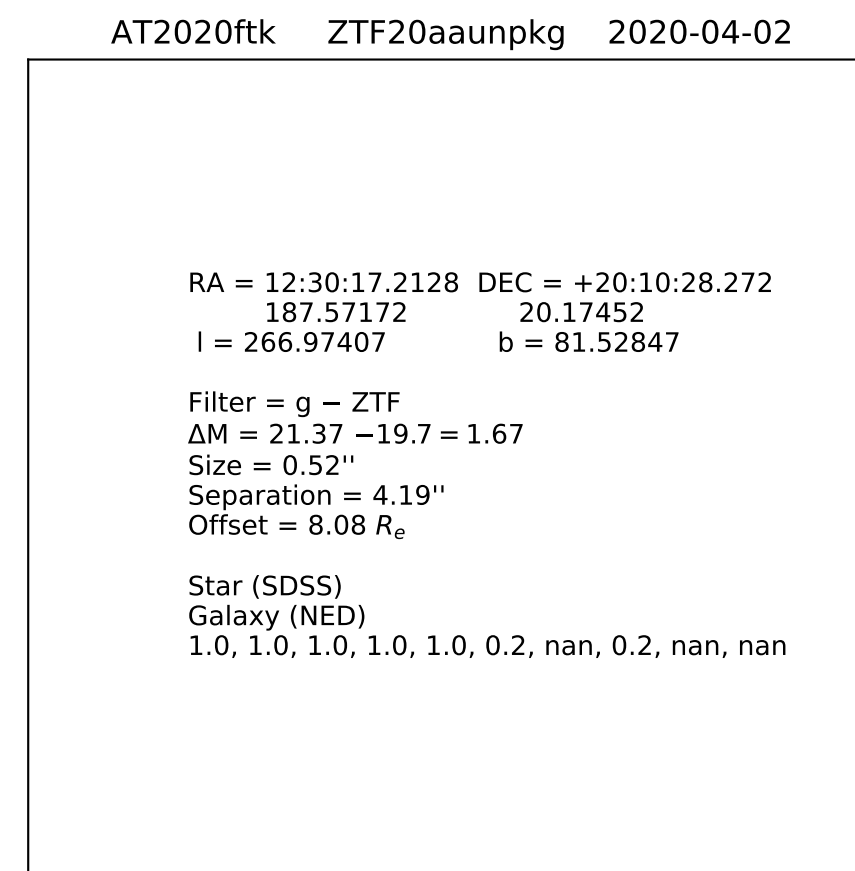 AT2020ftk ZTF20aaunpkg 2020-04-02
RA = 12:30:17.2128 DEC = +20:10:28.272
187.57172 20.17452
l = 266.97407 b = 81.52847
Filter = g − ZTF
ΔM = 21.37 −19.7 = 1.67
Size = 0.52''
Separation = 4.19''
Offset = 8.08 Rₑ
Star (SDSS)
Galaxy (NED)
1.0, 1.0, 1.0, 1.0, 1.0, 0.2, nan, 0.2, nan, nan